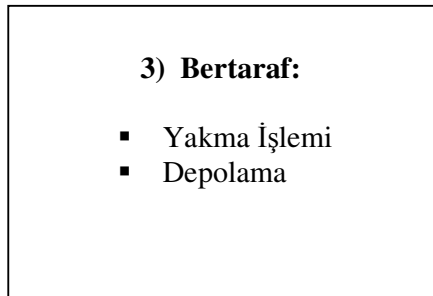 3) Bertaraf:
▪ Yakma İşlemi
▪ Depolama